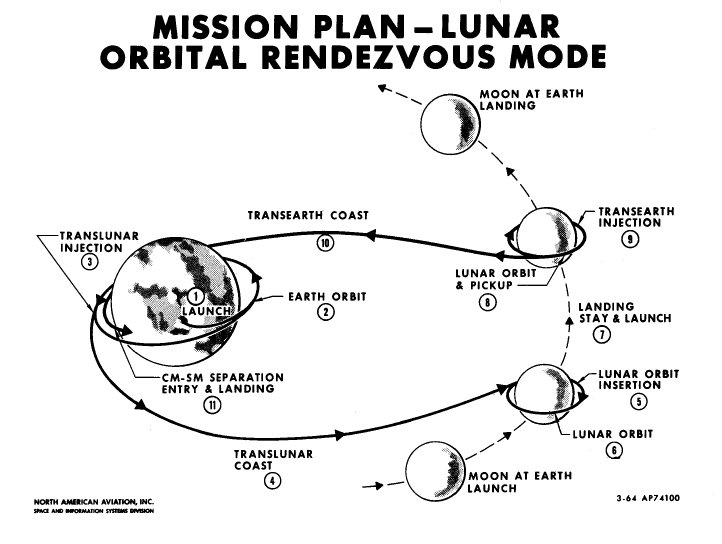 MISSION PLAN – LUNAR
ORBITAL RENDEZVOUS MODE
MOON AT EARTH
LANDING
TRANSEARTH COAST
10
TRANSEARTH
INJECTION
9
TRANSLUNAR
INJECTION
3
LUNAR ORBIT
& PICKUP
8
1
LAUNCH
EARTH ORBIT
2
LANDING
STAY & LAUNCH
7
CM-SM SEPARATION
ENTRY & LANDING
11
LUNAR ORBIT
INSERTION
5
LUNAR ORBIT
6
TRANSLUNAR
COAST
4
MOON AT EARTH
LAUNCH
NORTH AMERICAN AVIATION, INC.
SPACE AND INFORMATION SYSTEMS DIVISION
3-64 AP74100